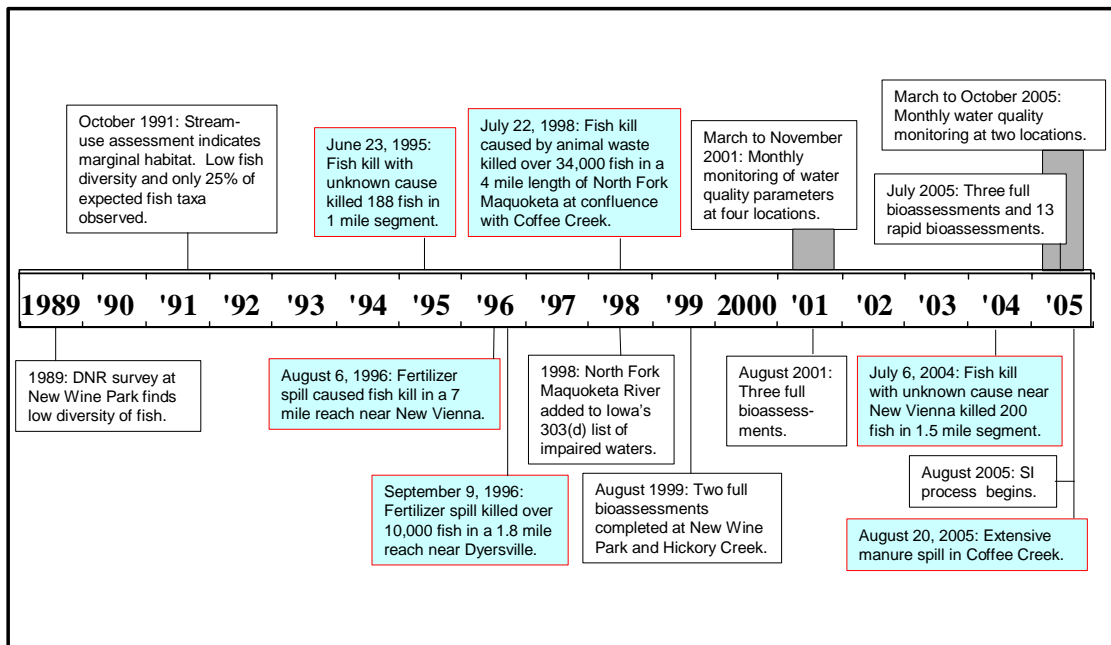 October 1991: Stream-
use assessment indicates
marginal habitat. Low fish
diversity and only 25% of
expected fish taxa
observed.
June 23, 1995:
Fish kill with
unknown cause
killed 188 fish in
1 mile segment.
July 22, 1998: Fish kill
caused by animal waste
killed over 34,000 fish in a
4 mile length of North Fork
Maquoketa at confluence
with Coffee Creek.
March to November
2001: Monthly
monitoring of water
quality parameters
at four locations.
March to October 2005:
Monthly water quality
monitoring at two locations.
July 2005: Three full
bioassessments and 13
rapid bioassessments.
1989 '90 '91 '92 '93 '94 '95 '96 '97 '98 '99 2000 '01 '02 '03 '04 '05
1989: DNR survey at
New Wine Park finds
low diversity of fish.
August 6, 1996: Fertilizer
spill caused fish kill in a 7
mile reach near New Vienna.
September 9, 1996:
Fertilizer spill killed over
10,000 fish in a 1.8 mile
reach near Dyersville.
1998: North Fork
Maquoketa River
added to Iowa's
303(d) list of
impaired waters.
August 1999: Two full
bioassessments
completed at New Wine
Park and Hickory Creek.
August 2001:
Three full
bioassess-
ments.
July 6, 2004: Fish kill
with unknown cause near
New Vienna killed 200
fish in 1.5 mile segment.
August 2005: SI
process begins.
August 20, 2005: Extensive
manure spill in Coffee Creek.